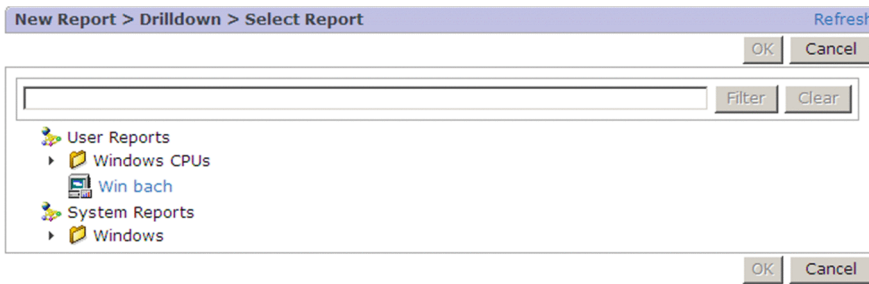 New Report > Drilldown > Select Report Refresh
OK Cancel
Filter Clear
User Reports
Windows CPUs
Win bach
System Reports
Windows
OK Cancel